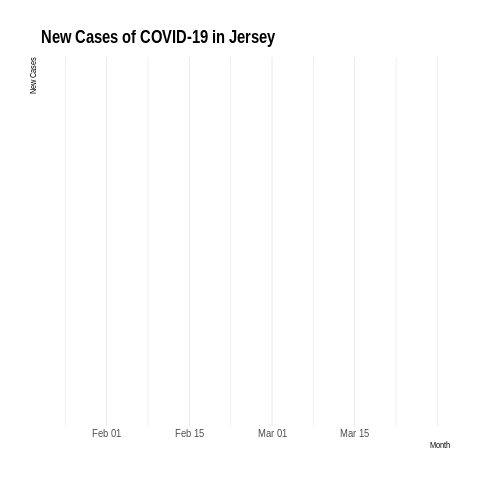 New Cases of COVID-19 in Jersey
New Cases
Feb 01
Feb 15
Mar 01
Mar 15
Month